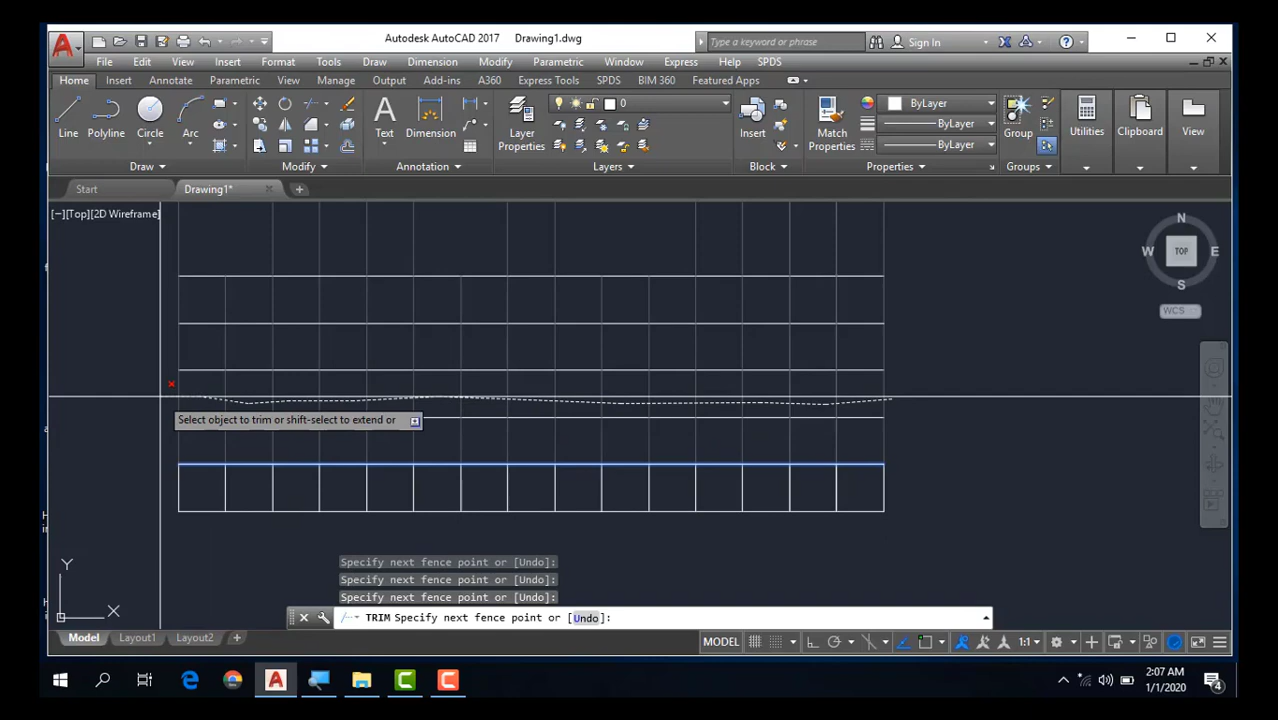 Autodesk AutoCAD 2017 Drawing1.dwg
Type a keyword or phrase
Sign In
File Edit View Insert Format Tools Draw Dimension Modify Parametric Window Express Help SPDS
Home Insert Annotate Parametric View Manage Output Add-ins A360 Express Tools SPDS BIM 360 Featured Apps
Line Polyline Circle Arc
Text Dimension
Layer
Properties
0
Insert
Match
Properties
ByLayer
ByLayer
ByLayer
Group
Utilities
Clipboard
View
Draw Modify Annotation Layers Block Properties Groups
Start
Drawing1*
[−][Top][2D Wireframe]
N
W TOP E
S
WCS
Select object to trim or shift-select to extend or
Y
X
Specify next fence point or [Undo]:
Specify next fence point or [Undo]:
Specify next fence point or [Undo]:
TRIM Specify next fence point or [Undo]:
Model Layout1 Layout2 +
MODEL
1:1
2:07 AM
1/1/2020
4